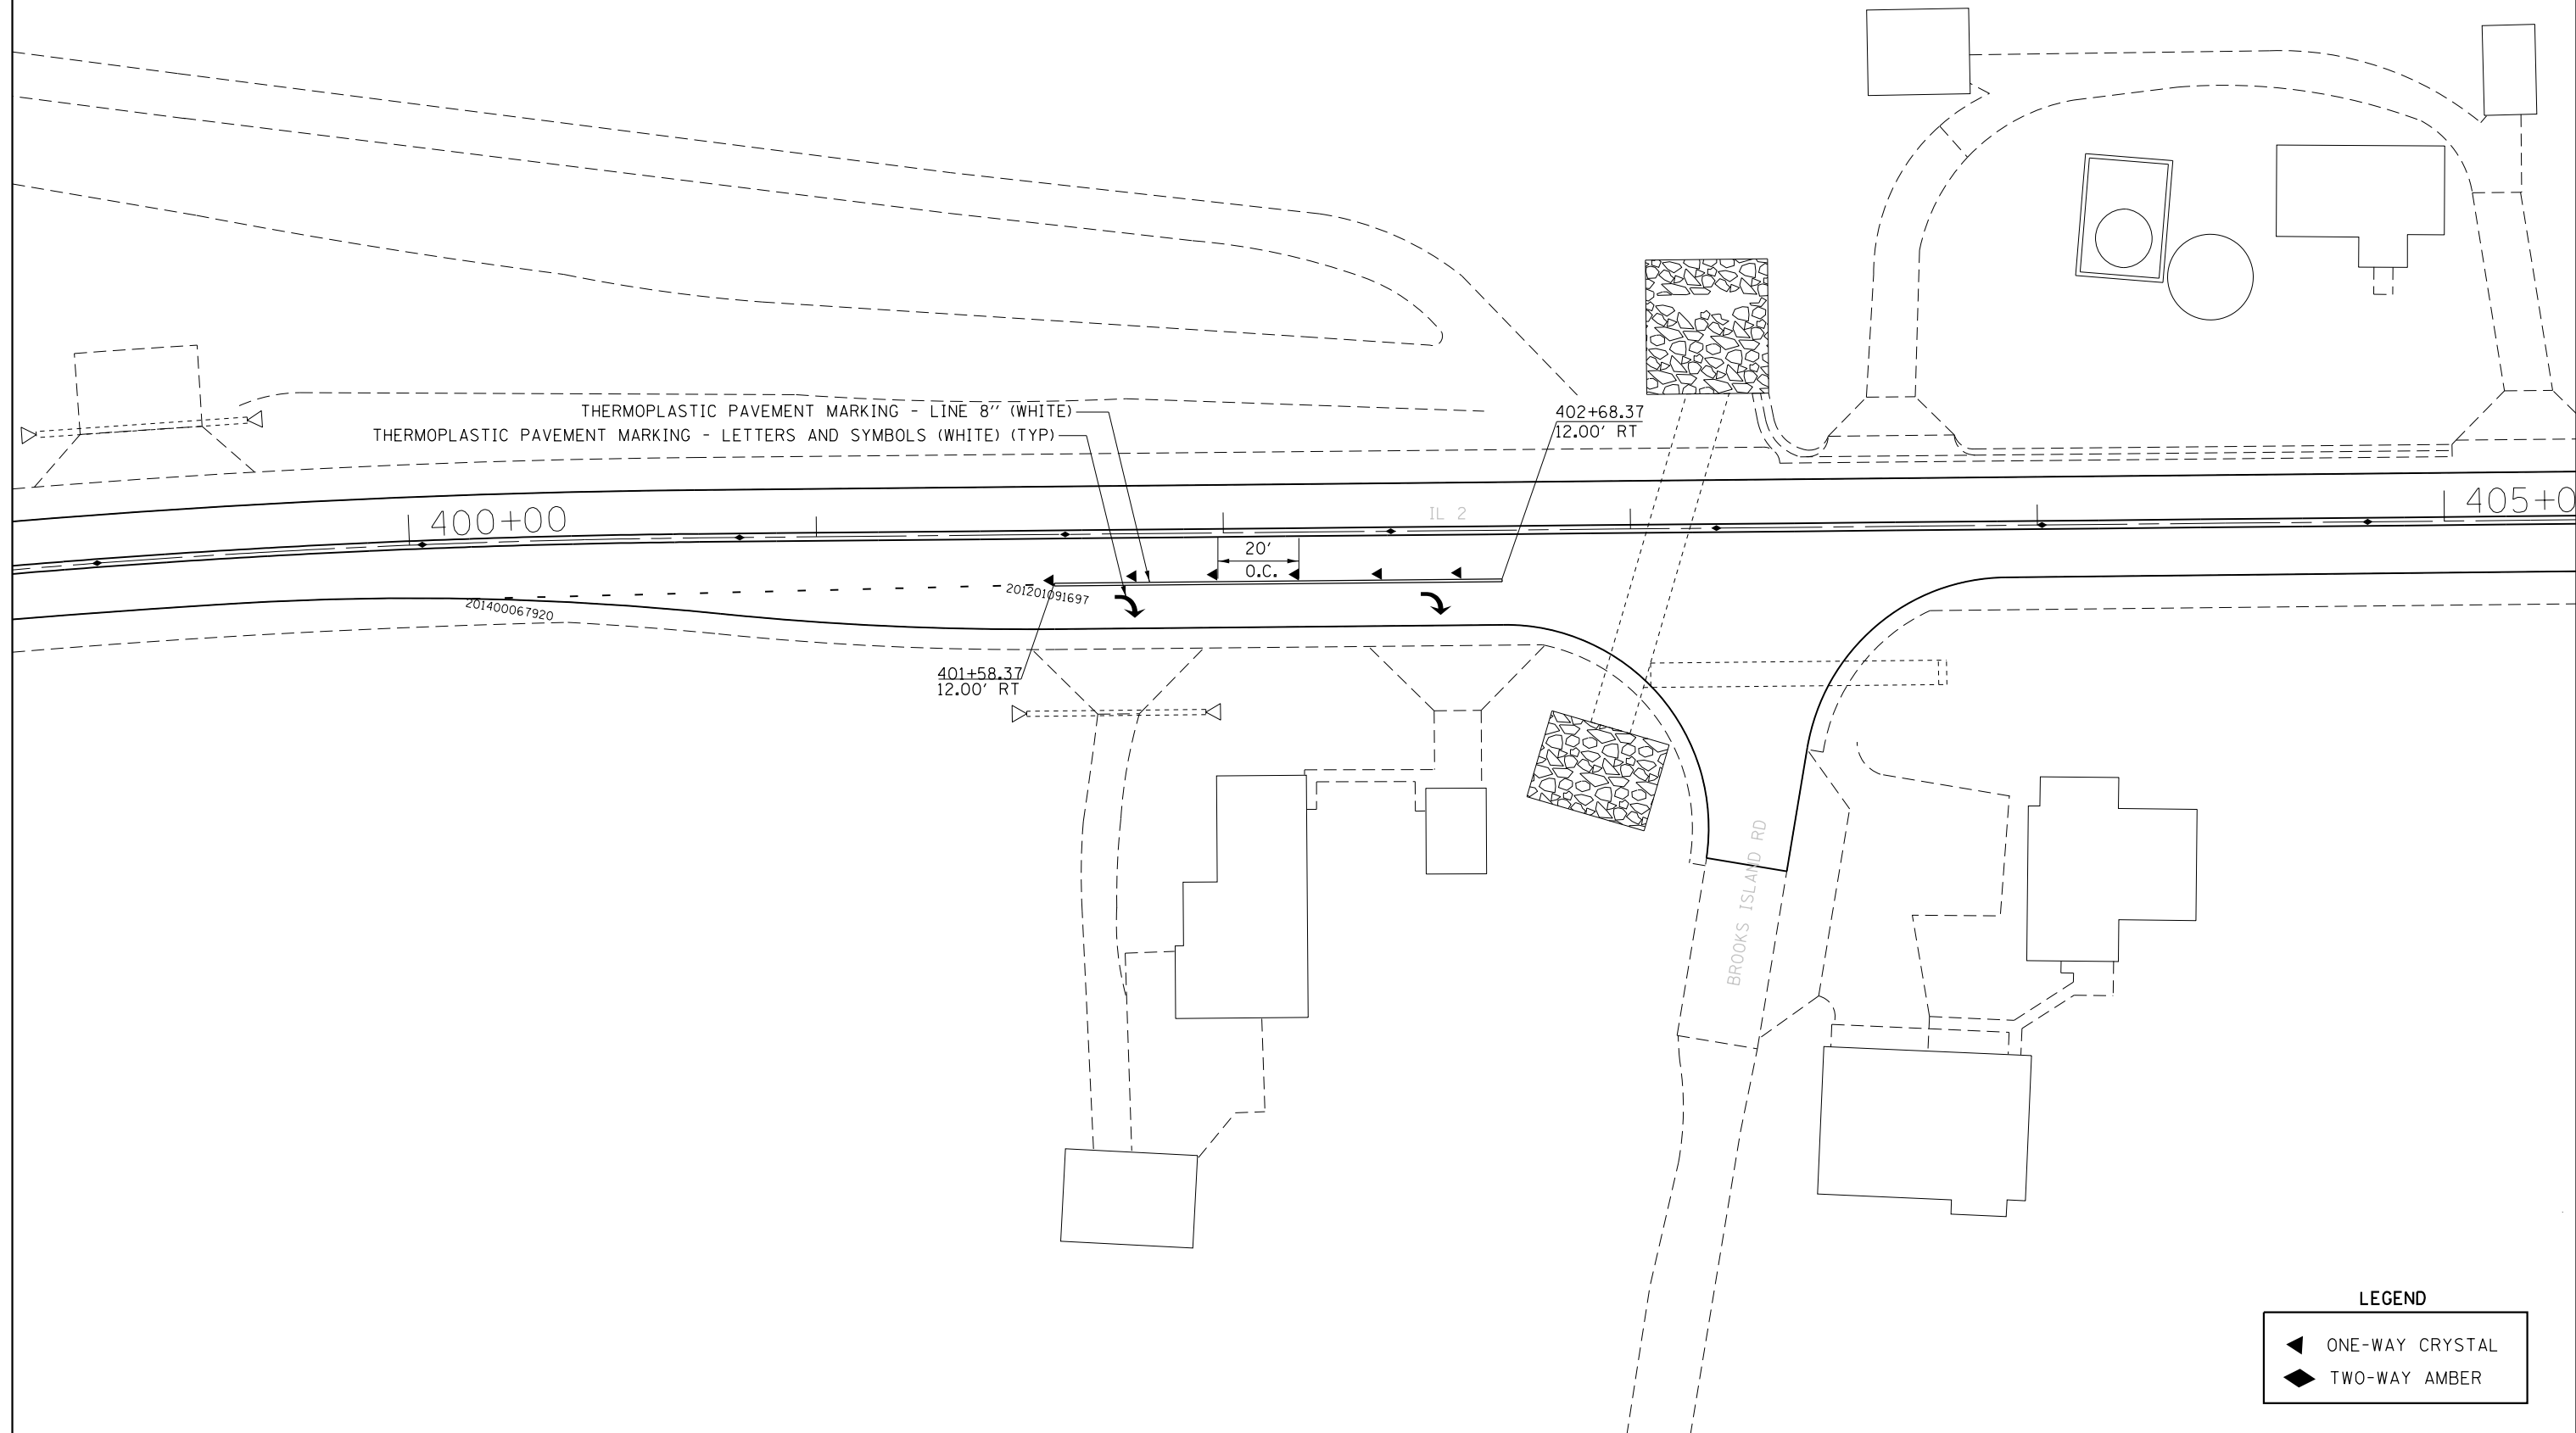 THERMOPLASTIC PAVEMENT MARKING - LINE 8'' (WHITE)
THERMOPLASTIC PAVEMENT MARKING - LETTERS AND SYMBOLS (WHITE) (TYP)
402+68.37
12.00' RT
400+00
IL 2
405+0
20'
O.C.
201400067920
201201091697
401+58.37
12.00' RT
BROOKS ISLAND RD
LEGEND
ONE-WAY CRYSTAL
TWO-WAY AMBER